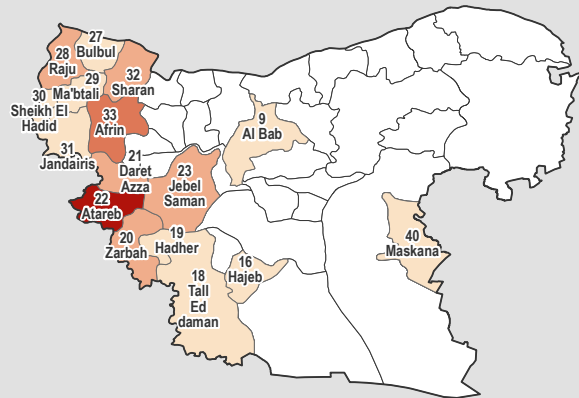 27
Bulbul
28
Raju
29
Ma'btali
32
Sharan
30
Sheikh El
Hadid
33
Afrin
31
Jandairis
9
Al Bab
21
Daret
Azza
23
Jebel
Saman
22
Atareb
20
Zarbah
19
Hadher
18
Tall
Ed
daman
16
Hajeb
40
Maskana